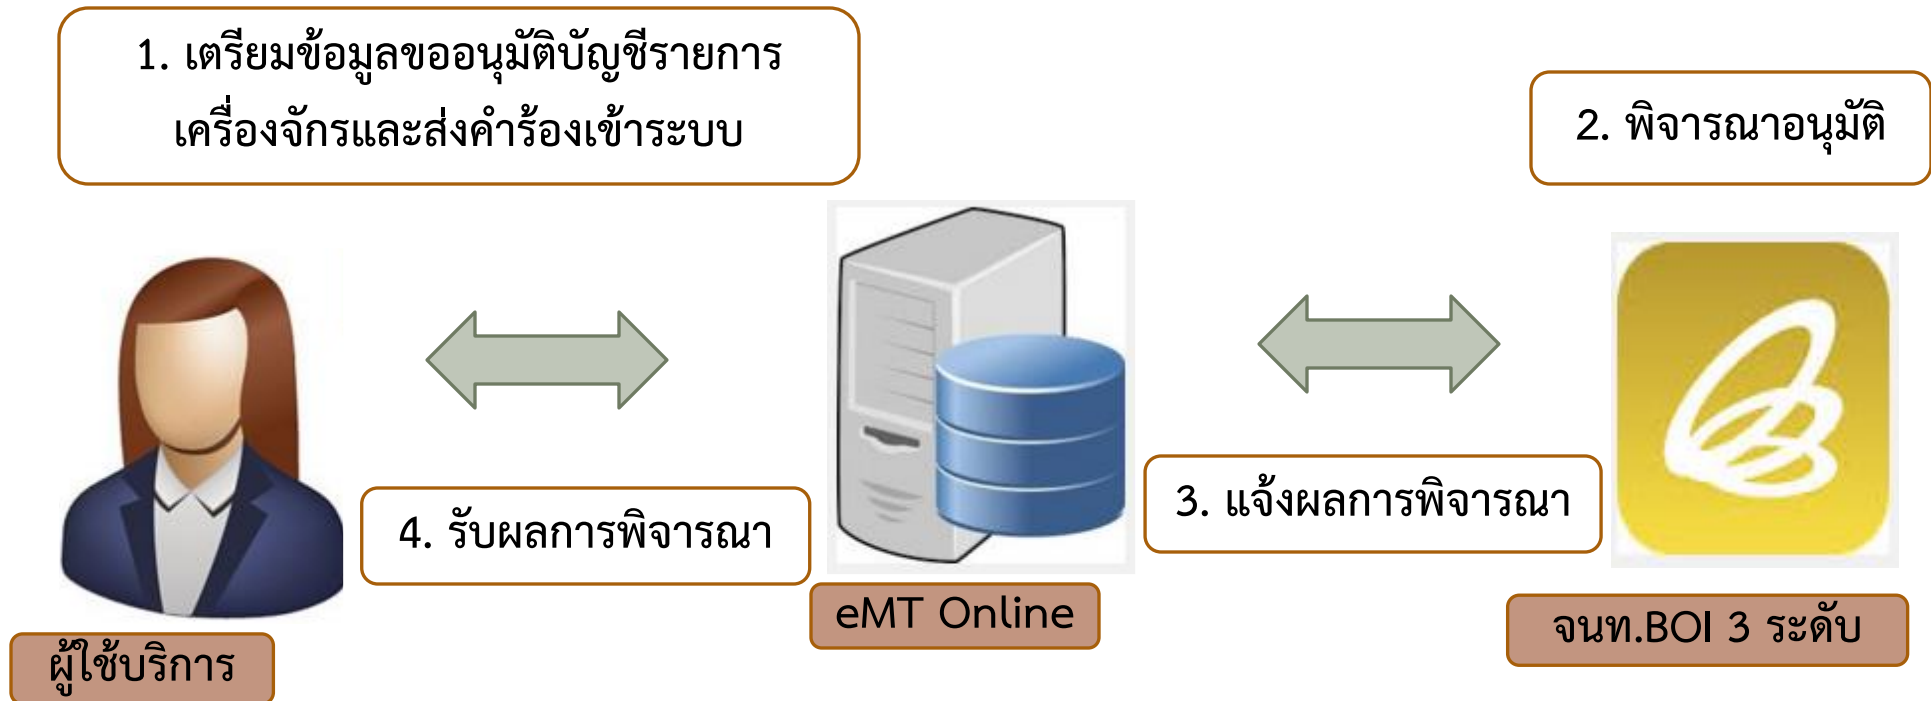 1. เตรียมข้อมูลขออนุมัติบัญชีรายการ
เครื่องจักรและส่งคำร้องเข้าระบบ
2. พิจารณาอนุมัติ
3. แจ้งผลการพิจารณา
4. รับผลการพิจารณา
eMT Online
จนท.BOI 3 ระดับ
ผู้ใช้บริการ